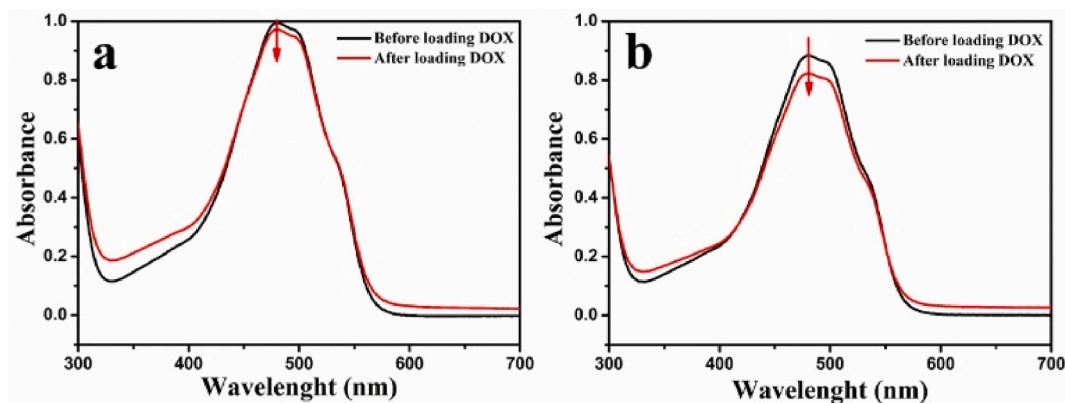 a
Before loading DOX
After loading DOX
Absorbance
1.0
0.8
0.6
0.4
0.2
0.0
300 400 500 600 700
Wavelenght (nm)
b
Before loading DOX
After loading DOX
Absorbance
1.0
0.8
0.6
0.4
0.2
0.0
300 400 500 600 700
Wavelenght (nm)